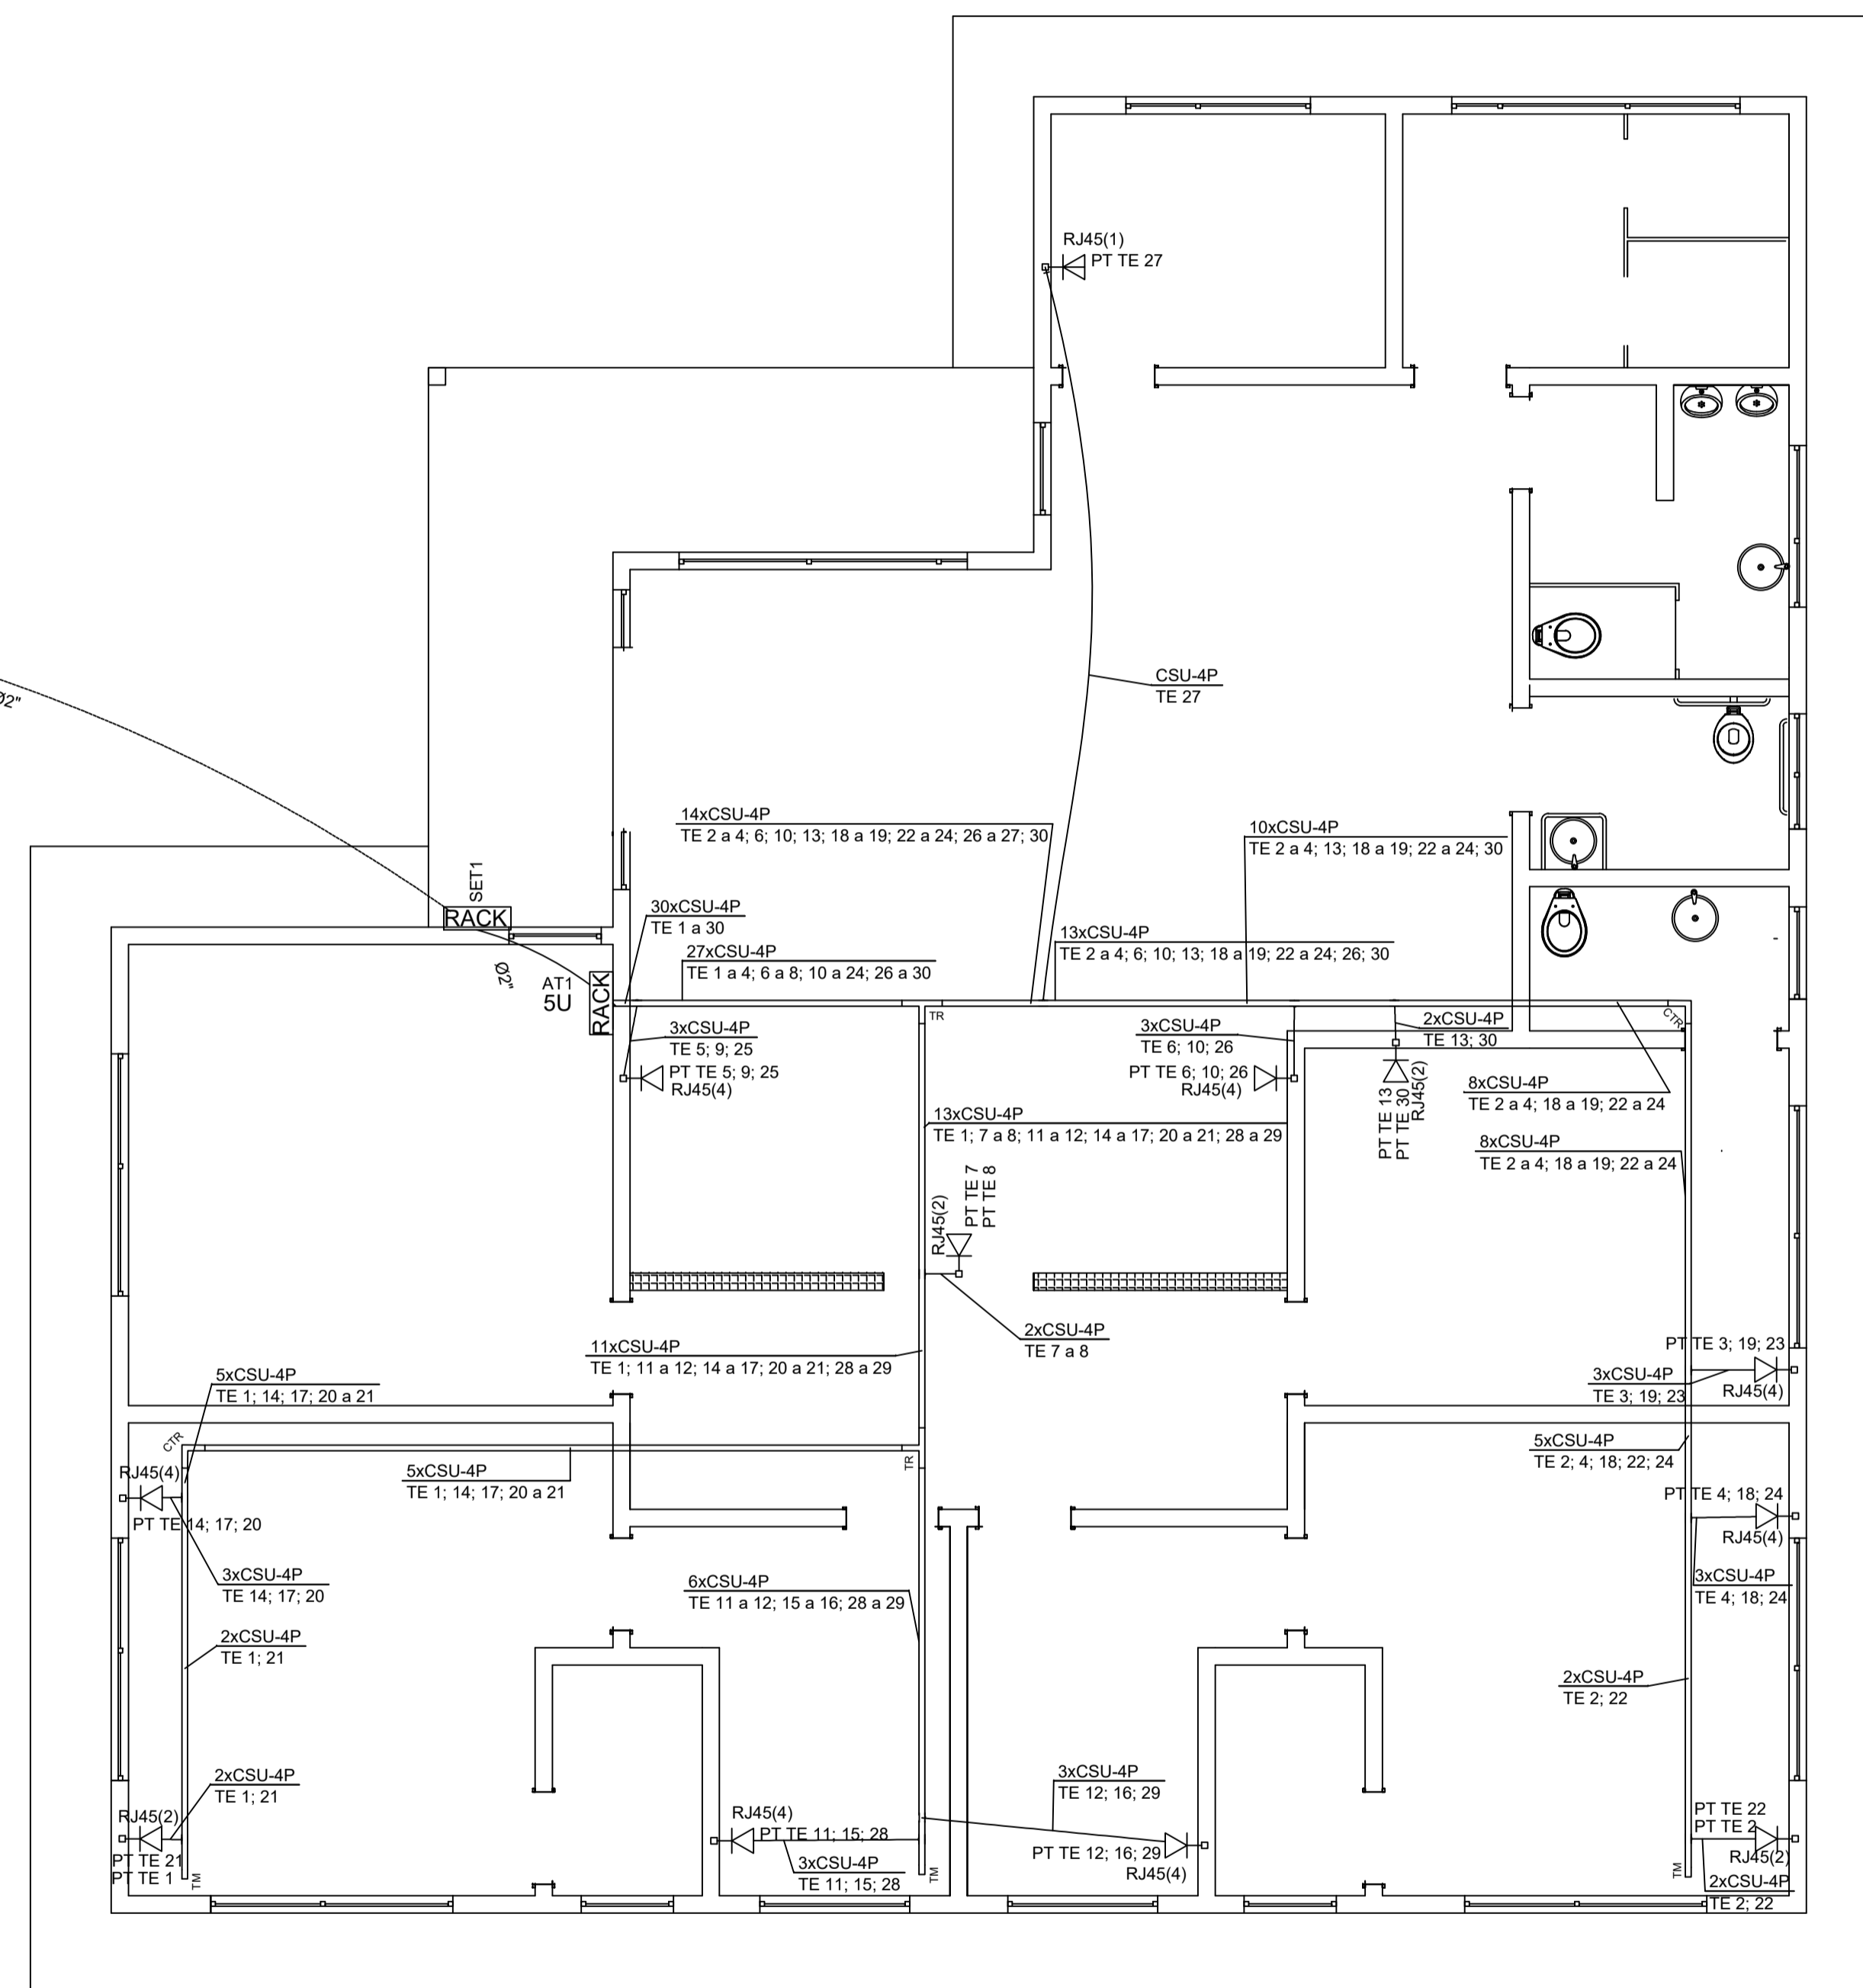 RJ45(1)
PT TE 27
Ø2"
CSU-4P
TE 27
14xCSU-4P
TE 2 a 4; 6; 10; 13; 18 a 19; 22 a 24; 26 a 27; 30
10xCSU-4P
TE 2 a 4; 13; 18 a 19; 22 a 24; 30
SET1
RACK
30xCSU-4P
TE 1 a 30
27xCSU-4P
TE 1 a 4; 6 a 8; 10 a 24; 26 a 30
13xCSU-4P
TE 2 a 4; 6; 10; 13; 18 a 19; 22 a 24; 26; 30
Ø2"
AT1
5U
RACK
TR
CTR
3xCSU-4P
TE 5; 9; 25
PT TE 5; 9; 25
RJ45(4)
3xCSU-4P
TE 6; 10; 26
PT TE 6; 10; 26
RJ45(4)
2xCSU-4P
TE 13; 30
PT TE 13
PT TE 30
RJ45(2)
8xCSU-4P
TE 2 a 4; 18 a 19; 22 a 24
13xCSU-4P
TE 1; 7 a 8; 11 a 12; 14 a 17; 20 a 21; 28 a 29
8xCSU-4P
TE 2 a 4; 18 a 19; 22 a 24
RJ45(2)
PT TE 7
PT TE 8
2xCSU-4P
TE 7 a 8
11xCSU-4P
TE 1; 11 a 12; 14 a 17; 20 a 21; 28 a 29
PT TE 3; 19; 23
3xCSU-4P
TE 3; 19; 23
RJ45(4)
5xCSU-4P
TE 1; 14; 17; 20 a 21
CTR
RJ45(4)
PT TE 14; 17; 20
5xCSU-4P
TE 1; 14; 17; 20 a 21
TR
5xCSU-4P
TE 2; 4; 18; 22; 24
PT TE 4; 18; 24
RJ45(4)
3xCSU-4P
TE 14; 17; 20
6xCSU-4P
TE 11 a 12; 15 a 16; 28 a 29
3xCSU-4P
TE 4; 18; 24
2xCSU-4P
TE 1; 21
2xCSU-4P
TE 2; 22
2xCSU-4P
TE 1; 21
RJ45(2)
PT TE 21
PT TE 1
TM
RJ45(4)
PT TE 11; 15; 28
3xCSU-4P
TE 11; 15; 28
TM
3xCSU-4P
TE 12; 16; 29
PT TE 12; 16; 29
RJ45(4)
PT TE 22
PT TE 2
RJ45(2)
TM
2xCSU-4P
TE 2; 22